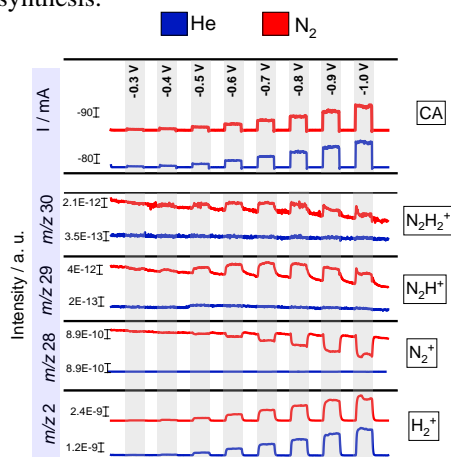 synthesis.
He N₂
-0.3 V -0.4 V -0.5 V -0.6 V -0.7 V -0.8 V -0.9 V -1.0 V
I / mA
-90
-80
CA
Intensity / a. u.
m/z 30
2.1E-12
3.5E-13
N₂H₂⁺
m/z 29
4E-12
2E-13
N₂H⁺
m/z 28
8.9E-10
8.9E-10
N₂⁺
m/z 2
2.4E-9
1.2E-9
H₂⁺